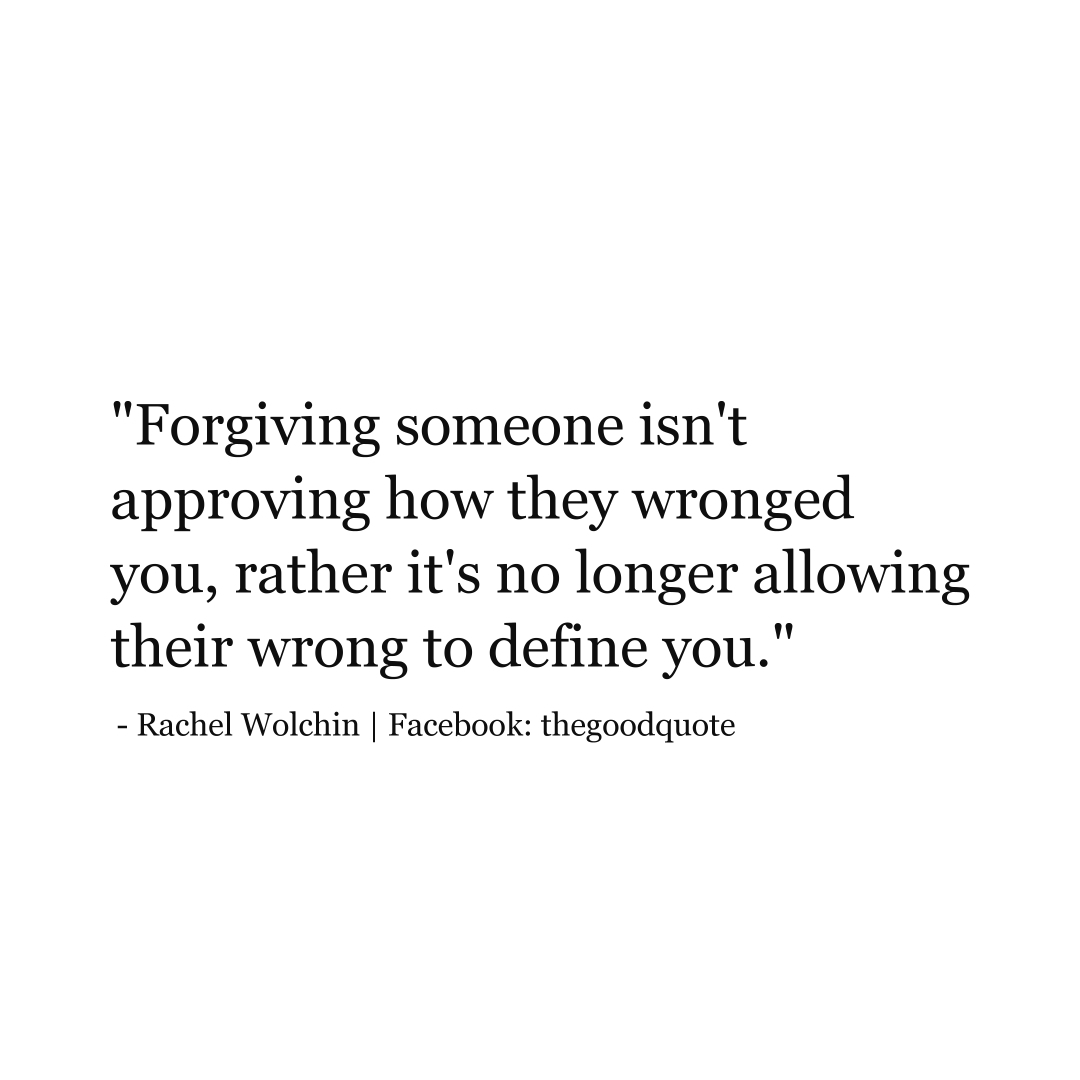 "Forgiving someone isn't
approving how they wronged
you, rather it's no longer allowing
their wrong to define you."
- Rachel Wolchin | Facebook: thegoodquote